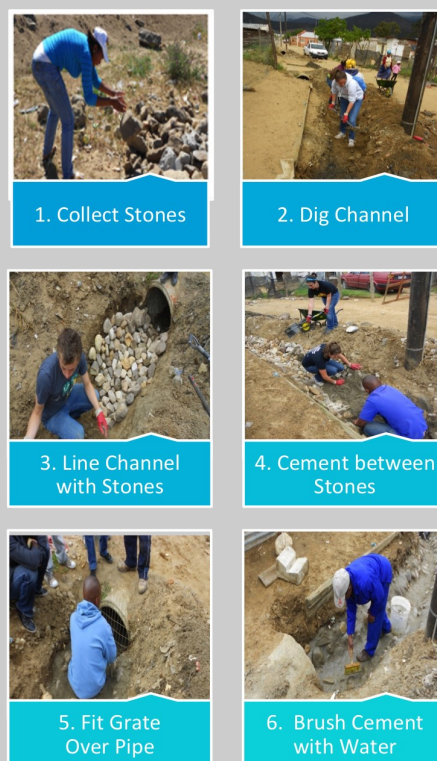 1. Collect Stones
2. Dig Channel
3. Line Channel
with Stones
4. Cement between
Stones
5. Fit Grate
Over Pipe
6. Brush Cement
with Water